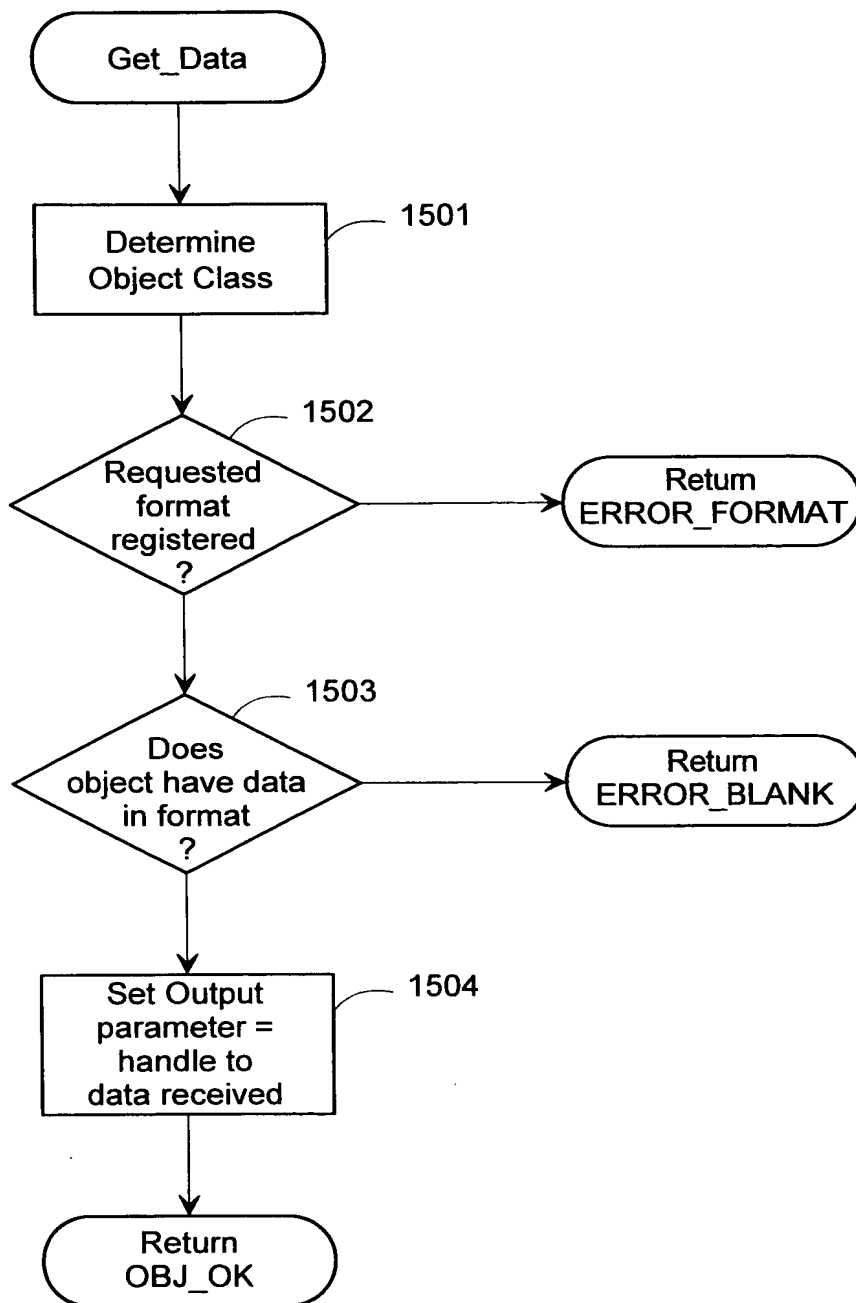 Get_Data
1501
Determine
Object Class
1502
Requested
format
registered
?
Return
ERROR_FORMAT
1503
Does
object have data
in format
?
Return
ERROR_BLANK
1504
Set Output
parameter =
handle to
data received
Return
OBJ_OK